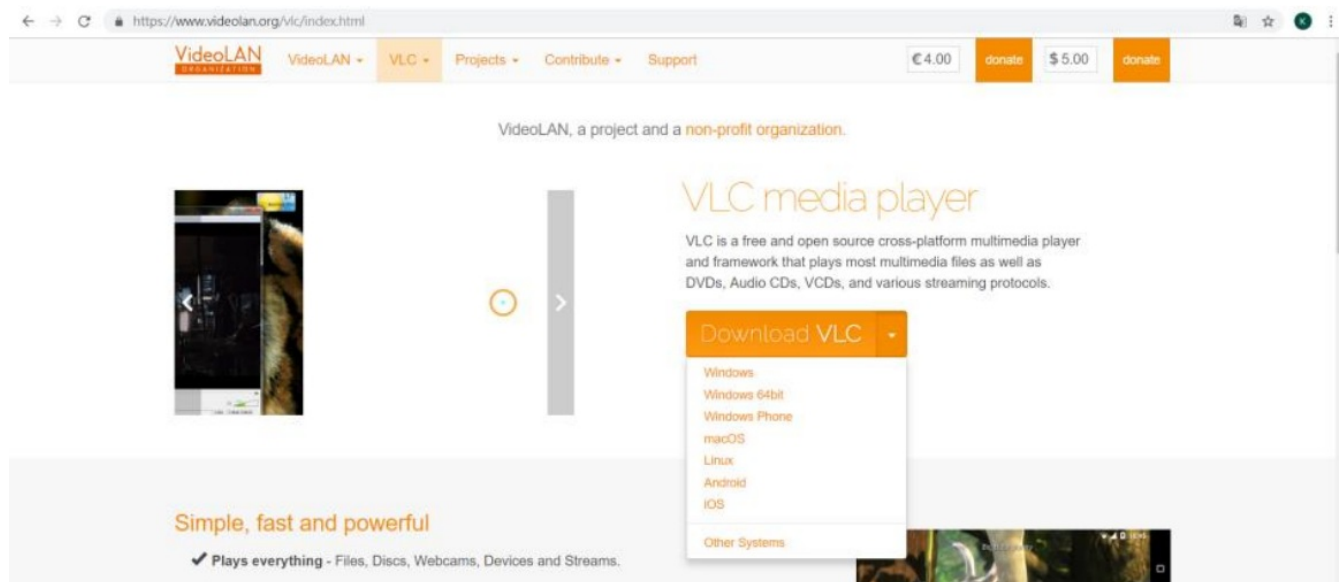 https://www.videolan.org/vlc/index.html
K
VideoLAN
ORGANIZATION
VideoLAN
VLC
Projects
Contribute
Support
€ 4.00
donate
$ 5.00
donate
VideoLAN, a project and a non-profit organization.
VLC media player
VLC is a free and open source cross-platform multimedia player
and framework that plays most multimedia files as well as
DVDs, Audio CDs, VCDs, and various streaming protocols.
Download VLC
Windows
Windows 64bit
Windows Phone
macOS
Linux
Android
iOS
Other Systems
Simple, fast and powerful
✔ Plays everything - Files, Discs, Webcams, Devices and Streams.